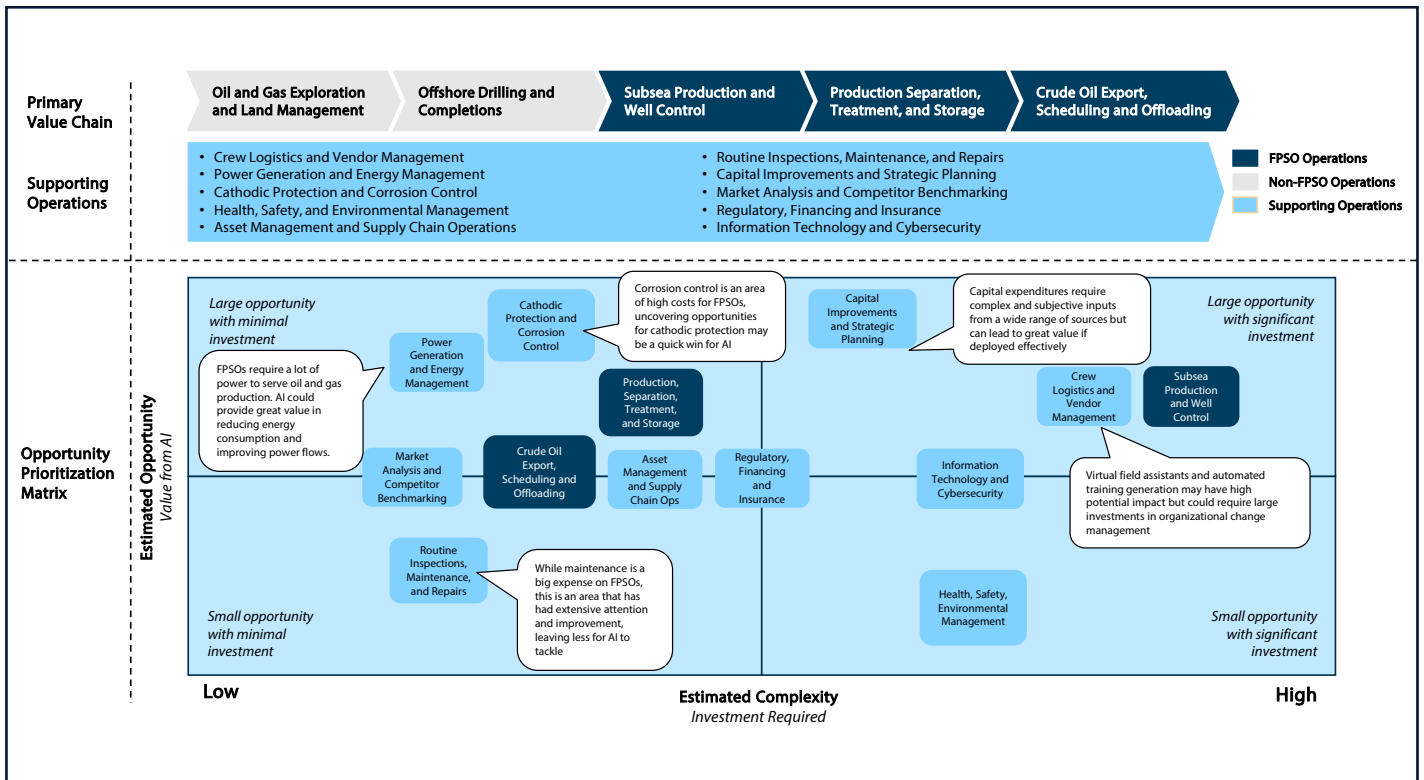 Primary
Value Chain
Oil and Gas Exploration
and Land Management
Offshore Drilling and
Completions
Subsea Production and
Well Control
Production Separation,
Treatment, and Storage
Crude Oil Export,
Scheduling and Offloading
Supporting
Operations
• Crew Logistics and Vendor Management
• Power Generation and Energy Management
• Cathodic Protection and Corrosion Control
• Health, Safety, and Environmental Management
• Asset Management and Supply Chain Operations
• Routine Inspections, Maintenance, and Repairs
• Capital Improvements and Strategic Planning
• Market Analysis and Competitor Benchmarking
• Regulatory, Financing and Insurance
• Information Technology and Cybersecurity
FPSO Operations
Non-FPSO Operations
Supporting Operations
Opportunity
Prioritization
Matrix
Estimated Opportunity
Value from AI
Large opportunity
with minimal
investment
Cathodic
Protection and
Corrosion
Control
Corrosion control is an area
of high costs for FPSOs,
uncovering opportunities
for cathodic protection may
be a quick win for AI
Capital
Improvements
and Strategic
Planning
Capital expenditures require
complex and subjective inputs
from a wide range of sources but
can lead to great value if
deployed effectively
Large opportunity
with significant
investment
Power
Generation
and Energy
Management
FPSOs require a lot of
power to serve oil and gas
production. AI could
provide great value in
reducing energy
consumption and
improving power flows.
Production,
Separation,
Treatment,
and Storage
Crew
Logistics and
Vendor
Management
Subsea
Production
and Well
Control
Market
Analysis and
Competitor
Benchmarking
Crude Oil
Export,
Scheduling and
Offloading
Asset
Management
and Supply
Chain Ops
Regulatory,
Financing
and
Insurance
Information
Technology and
Cybersecurity
Virtual field assistants and automated
training generation may have high
potential impact but could require large
investments in organizational change
management
Routine
Inspections,
Maintenance,
and Repairs
While maintenance is a
big expense on FPSOs,
this is an area that has
had extensive attention
and improvement,
leaving less for AI to
tackle
Health, Safety,
Environmental
Management
Small opportunity
with minimal
investment
Small opportunity
with significant
investment
Low
Estimated Complexity
Investment Required
High